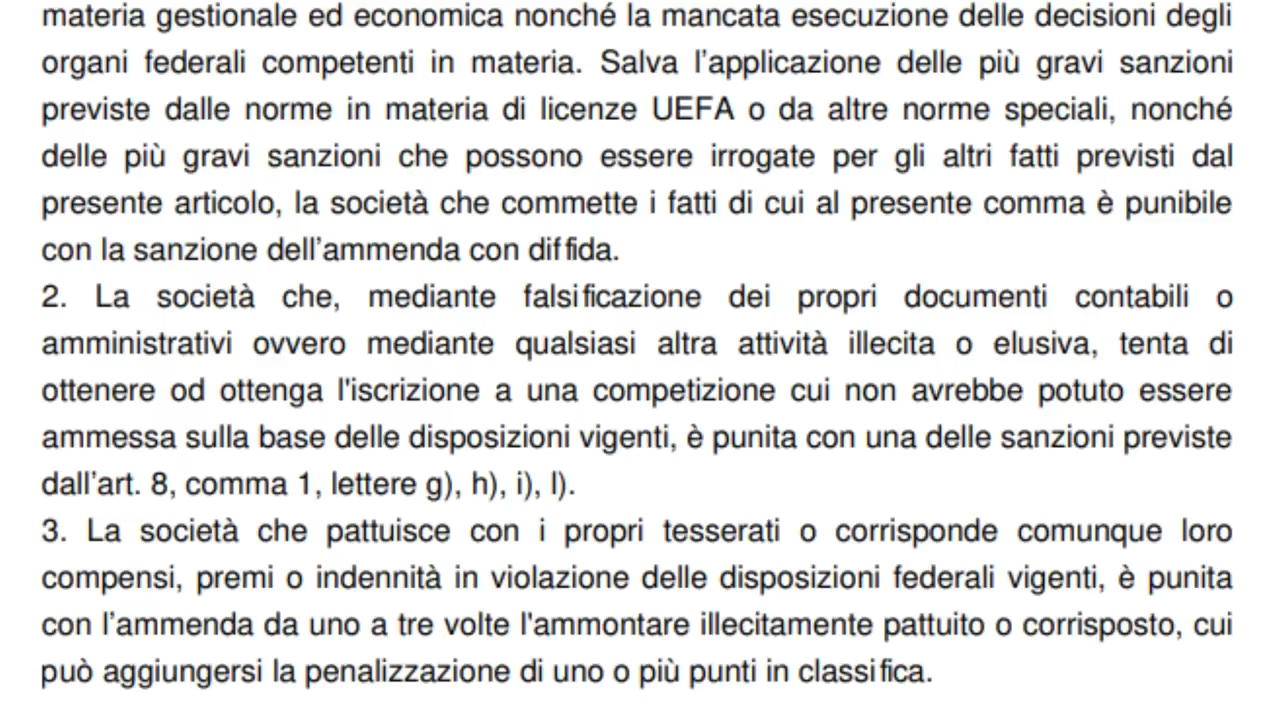 materia gestionale ed economica nonché la mancata esecuzione delle decisioni degli
organi federali competenti in materia. Salva l’applicazione delle più gravi sanzioni
previste dalle norme in materia di licenze UEFA o da altre norme speciali, nonché
delle più gravi sanzioni che possono essere irrogate per gli altri fatti previsti dal
presente articolo, la società che commette i fatti di cui al presente comma è punibile
con la sanzione dell’ammenda con diffida.
2. La società che, mediante falsificazione dei propri documenti contabili o
amministrativi ovvero mediante qualsiasi altra attività illecita o elusiva, tenta di
ottenere od ottenga l'iscrizione a una competizione cui non avrebbe potuto essere
ammessa sulla base delle disposizioni vigenti, è punita con una delle sanzioni previste
dall’art. 8, comma 1, lettere g), h), i), l).
3. La società che pattuisce con i propri tesserati o corrisponde comunque loro
compensi, premi o indennità in violazione delle disposizioni federali vigenti, è punita
con l’ammenda da uno a tre volte l'ammontare illecitamente pattuito o corrisposto, cui
può aggiungersi la penalizzazione di uno o più punti in classifica.